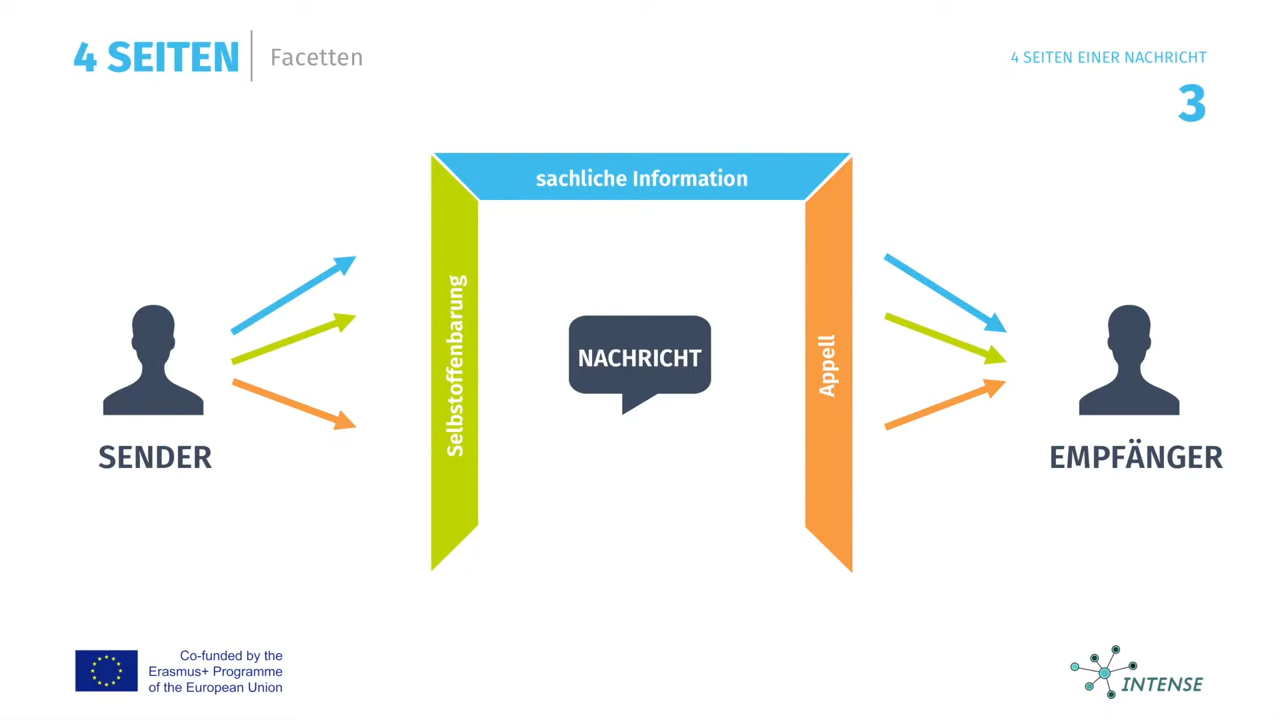 4 SEITEN
Facetten
4 SEITEN EINER NACHRICHT
3
sachliche Information
Selbstoffenbarung
NACHRICHT
Appell
SENDER
EMPFÄNGER
Co-funded by the
Erasmus+ Programme
of the European Union
INTENSE